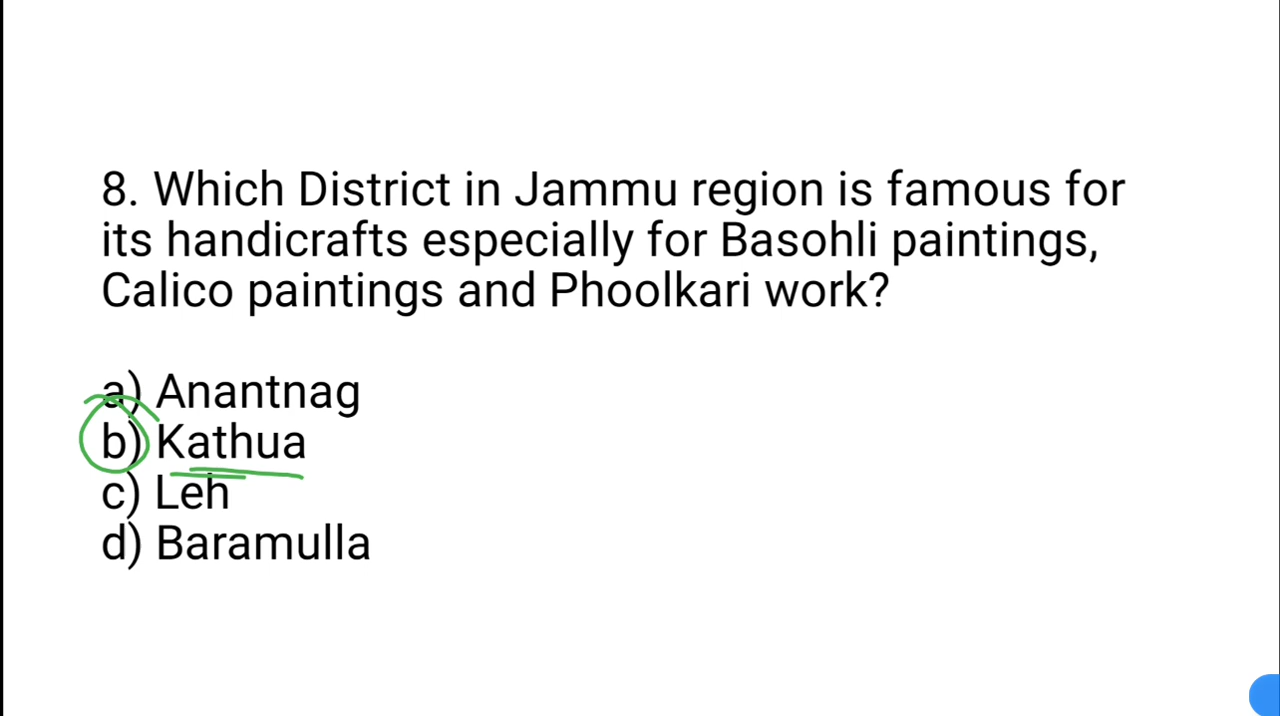 8. Which District in Jammu region is famous for
its handicrafts especially for Basohli paintings,
Calico paintings and Phoolkari work?
a) Anantnag
b) Kathua
c) Leh
d) Baramulla